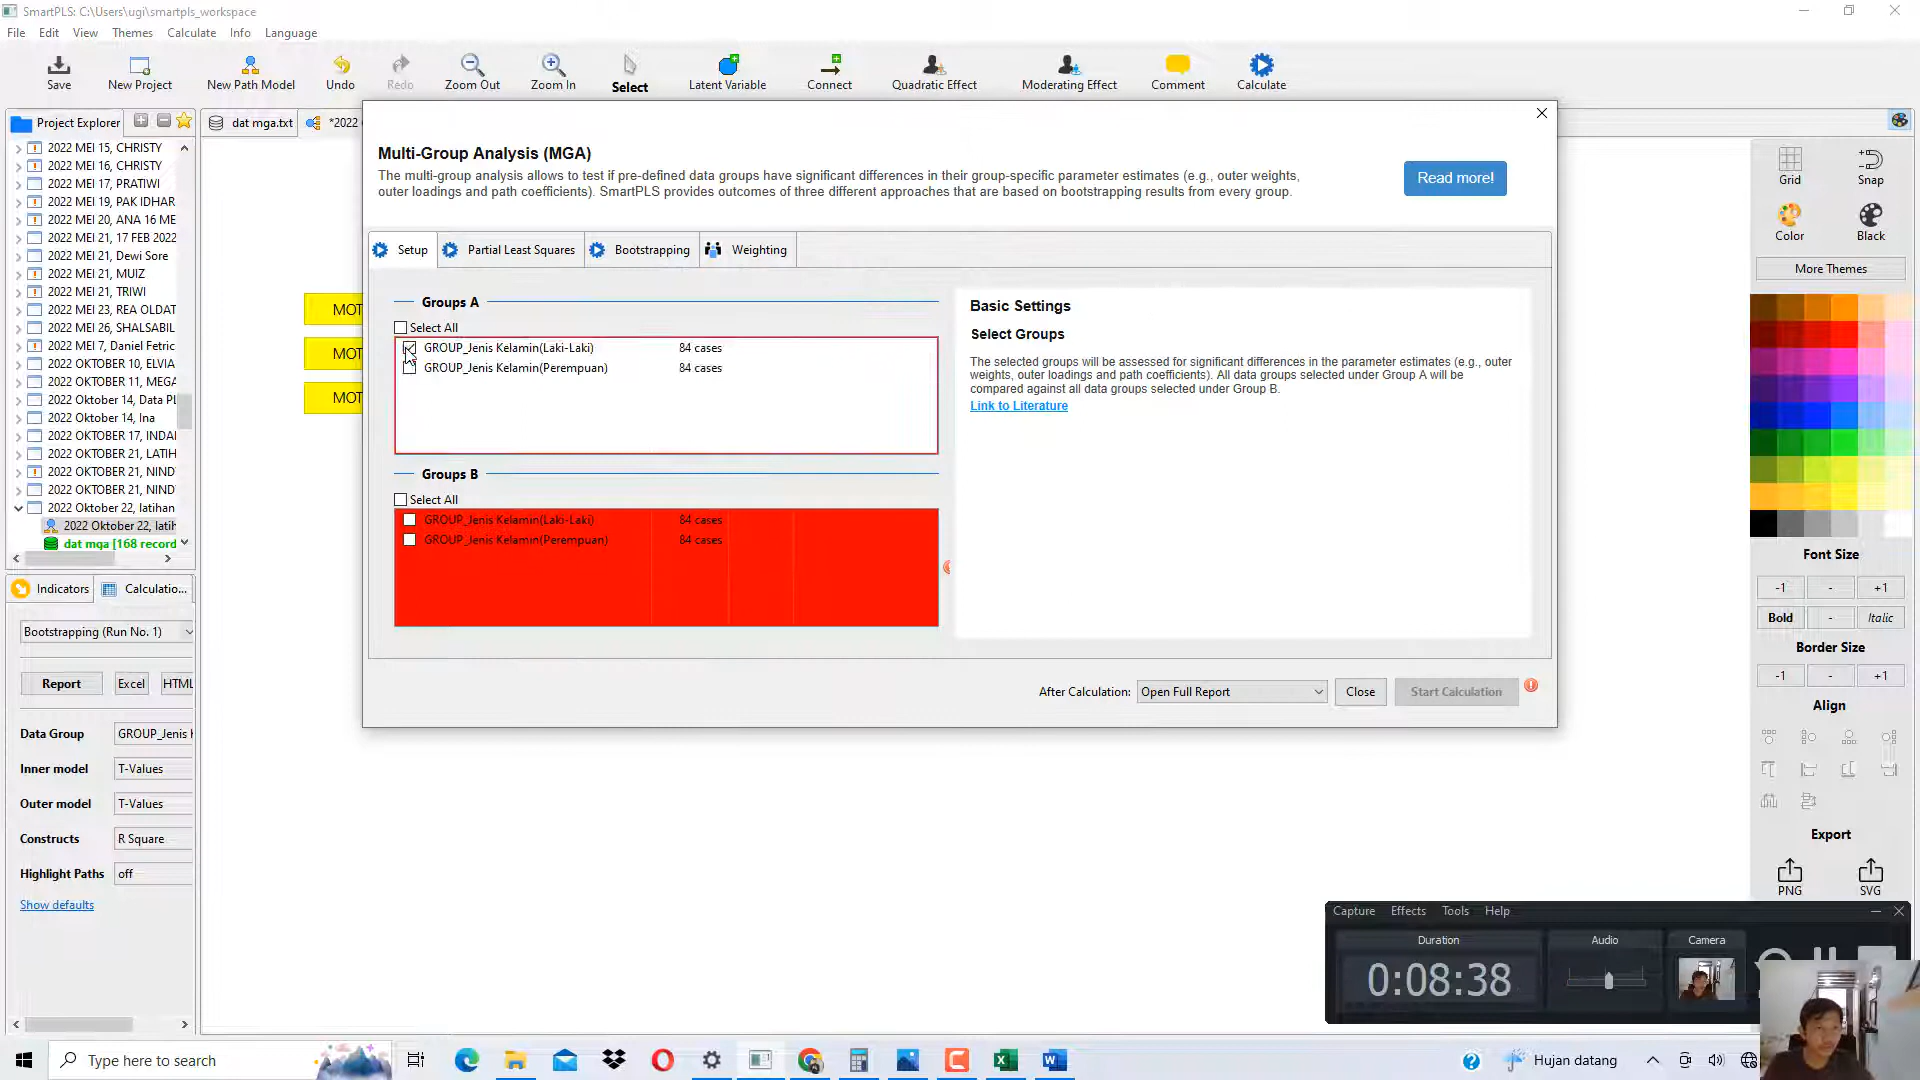 SmartPLS: C:\Users\ugi\smartpls_workspace
File Edit View Themes Calculate Info Language
Save New Project New Path Model Undo Redo Zoom Out Zoom In Select Latent Variable Connect Quadratic Effect Moderating Effect Comment Calculate
Project Explorer
dat mga.txt
*2022
2022 MEI 15, CHRISTY
2022 MEI 16, CHRISTY
2022 MEI 17, PRATIWI
2022 MEI 19, PAK IDHAR
2022 MEI 20, ANA 16 ME
2022 MEI 21, 17 FEB 2022
2022 MEI 21, Dewi Sore
2022 MEI 21, MUIZ
2022 MEI 21, TRIWI
2022 MEI 23, REA OLDAT
2022 MEI 26, SHALSABIL
2022 MEI 7, Daniel Fetric
2022 OKTOBER 10, ELVIA
2022 OKTOBER 11, MEGA
2022 Oktober 14, Data PL
2022 Oktober 14, Ina
2022 OKTOBER 17, INDAI
2022 OKTOBER 21, LATIH
2022 OKTOBER 21, NIND
2022 OKTOBER 21, NIND
2022 Oktober 22, latihan
2022 Oktober 22, latih
dat mga [168 record
MOT
MOT
MOT
Multi-Group Analysis (MGA)
The multi-group analysis allows to test if pre-defined data groups have significant differences in their group-specific parameter estimates (e.g., outer weights,
outer loadings and path coefficients). SmartPLS provides outcomes of three different approaches that are based on bootstrapping results from every group.
Read more!
Setup Partial Least Squares Bootstrapping Weighting
Groups A
Select All
GROUP_Jenis Kelamin(Laki-Laki) 84 cases
GROUP_Jenis Kelamin(Perempuan) 84 cases
Groups B
Select All
GROUP_Jenis Kelamin(Laki-Laki) 84 cases
GROUP_Jenis Kelamin(Perempuan) 84 cases
Basic Settings
Select Groups
The selected groups will be assessed for significant differences in the parameter estimates (e.g., outer
weights, outer loadings and path coefficients). All data groups selected under Group A will be
compared against all data groups selected under Group B.
Link to Literature
After Calculation: Open Full Report Close Start Calculation
Indicators Calculatio...
Bootstrapping (Run No. 1)
Report Excel HTML
Data Group GROUP_Jenis
Inner model T-Values
Outer model T-Values
Constructs R Square
Highlight Paths off
Show defaults
Grid Snap
Color Black
More Themes
Font Size
-1 - +1
Bold - Italic
Border Size
-1 - +1
Align
Export
PNG SVG
Capture Effects Tools Help
Duration Audio Camera
0:08:38
Type here to search
Hujan datang